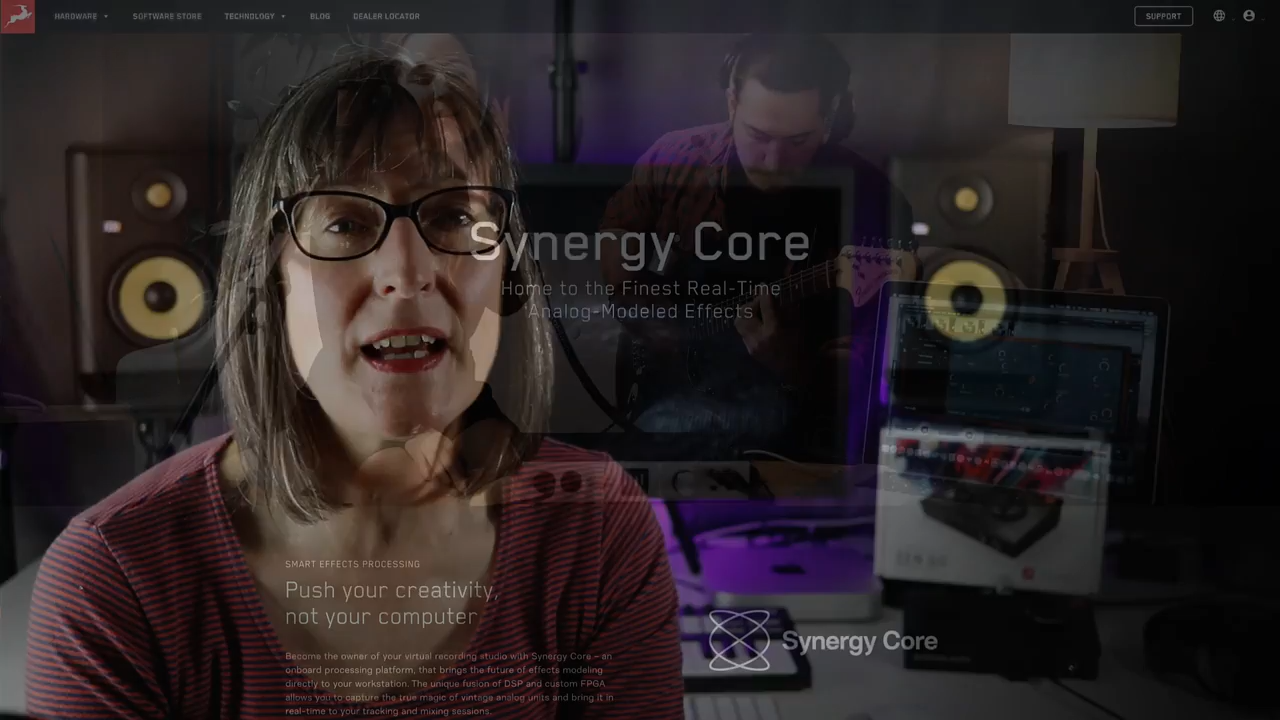 HARDWARE
SOFTWARE STORE
TECHNOLOGY
BLOG
DEALER LOCATOR
SUPPORT
Synergy Core
Home to the Finest Real-Time
Analog-Modeled Effects
SMART EFFECTS PROCESSING
Push your creativity,
not your computer
Synergy Core
Become the owner of your virtual recording studio with Synergy Core – an
onboard processing platform, that brings the future of effects modeling
directly to your workstation. The unique fusion of DSP and custom FPGA
allows you to capture the true magic of vintage analog units and bring it in
real-time to your tracking and mixing sessions.